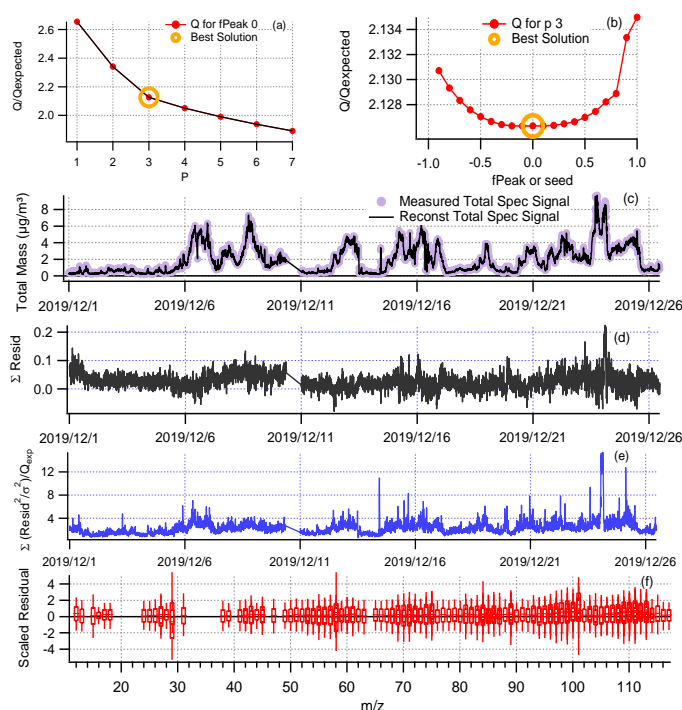 (a)
Q for fPeak 0
Best Solution
Q/Qexpected
2.6
2.4
2.2
2.0
1 2 3 4 5 6 7
P
(b)
Q for p 3
Best Solution
Q/Qexpected
2.134
2.132
2.130
2.128
-1.0 -0.5 0.0 0.5 1.0
fPeak or seed
(c)
Measured Total Spec Signal
Reconst Total Spec Signal
Total Mass (µg/m³)
8
6
4
2
0
2019/12/1 2019/12/6 2019/12/11 2019/12/16 2019/12/21 2019/12/26
(d)
Σ Resid
0.2
0.1
0.0
2019/12/1 2019/12/6 2019/12/11 2019/12/16 2019/12/21 2019/12/26
(e)
Σ (Resid²/σ²)/Qexp
12
8
4
2019/12/1 2019/12/6 2019/12/11 2019/12/16 2019/12/21 2019/12/26
(f)
Scaled Residual
4
2
0
-2
-4
20 30 40 50 60 70 80 90 100 110
m/z